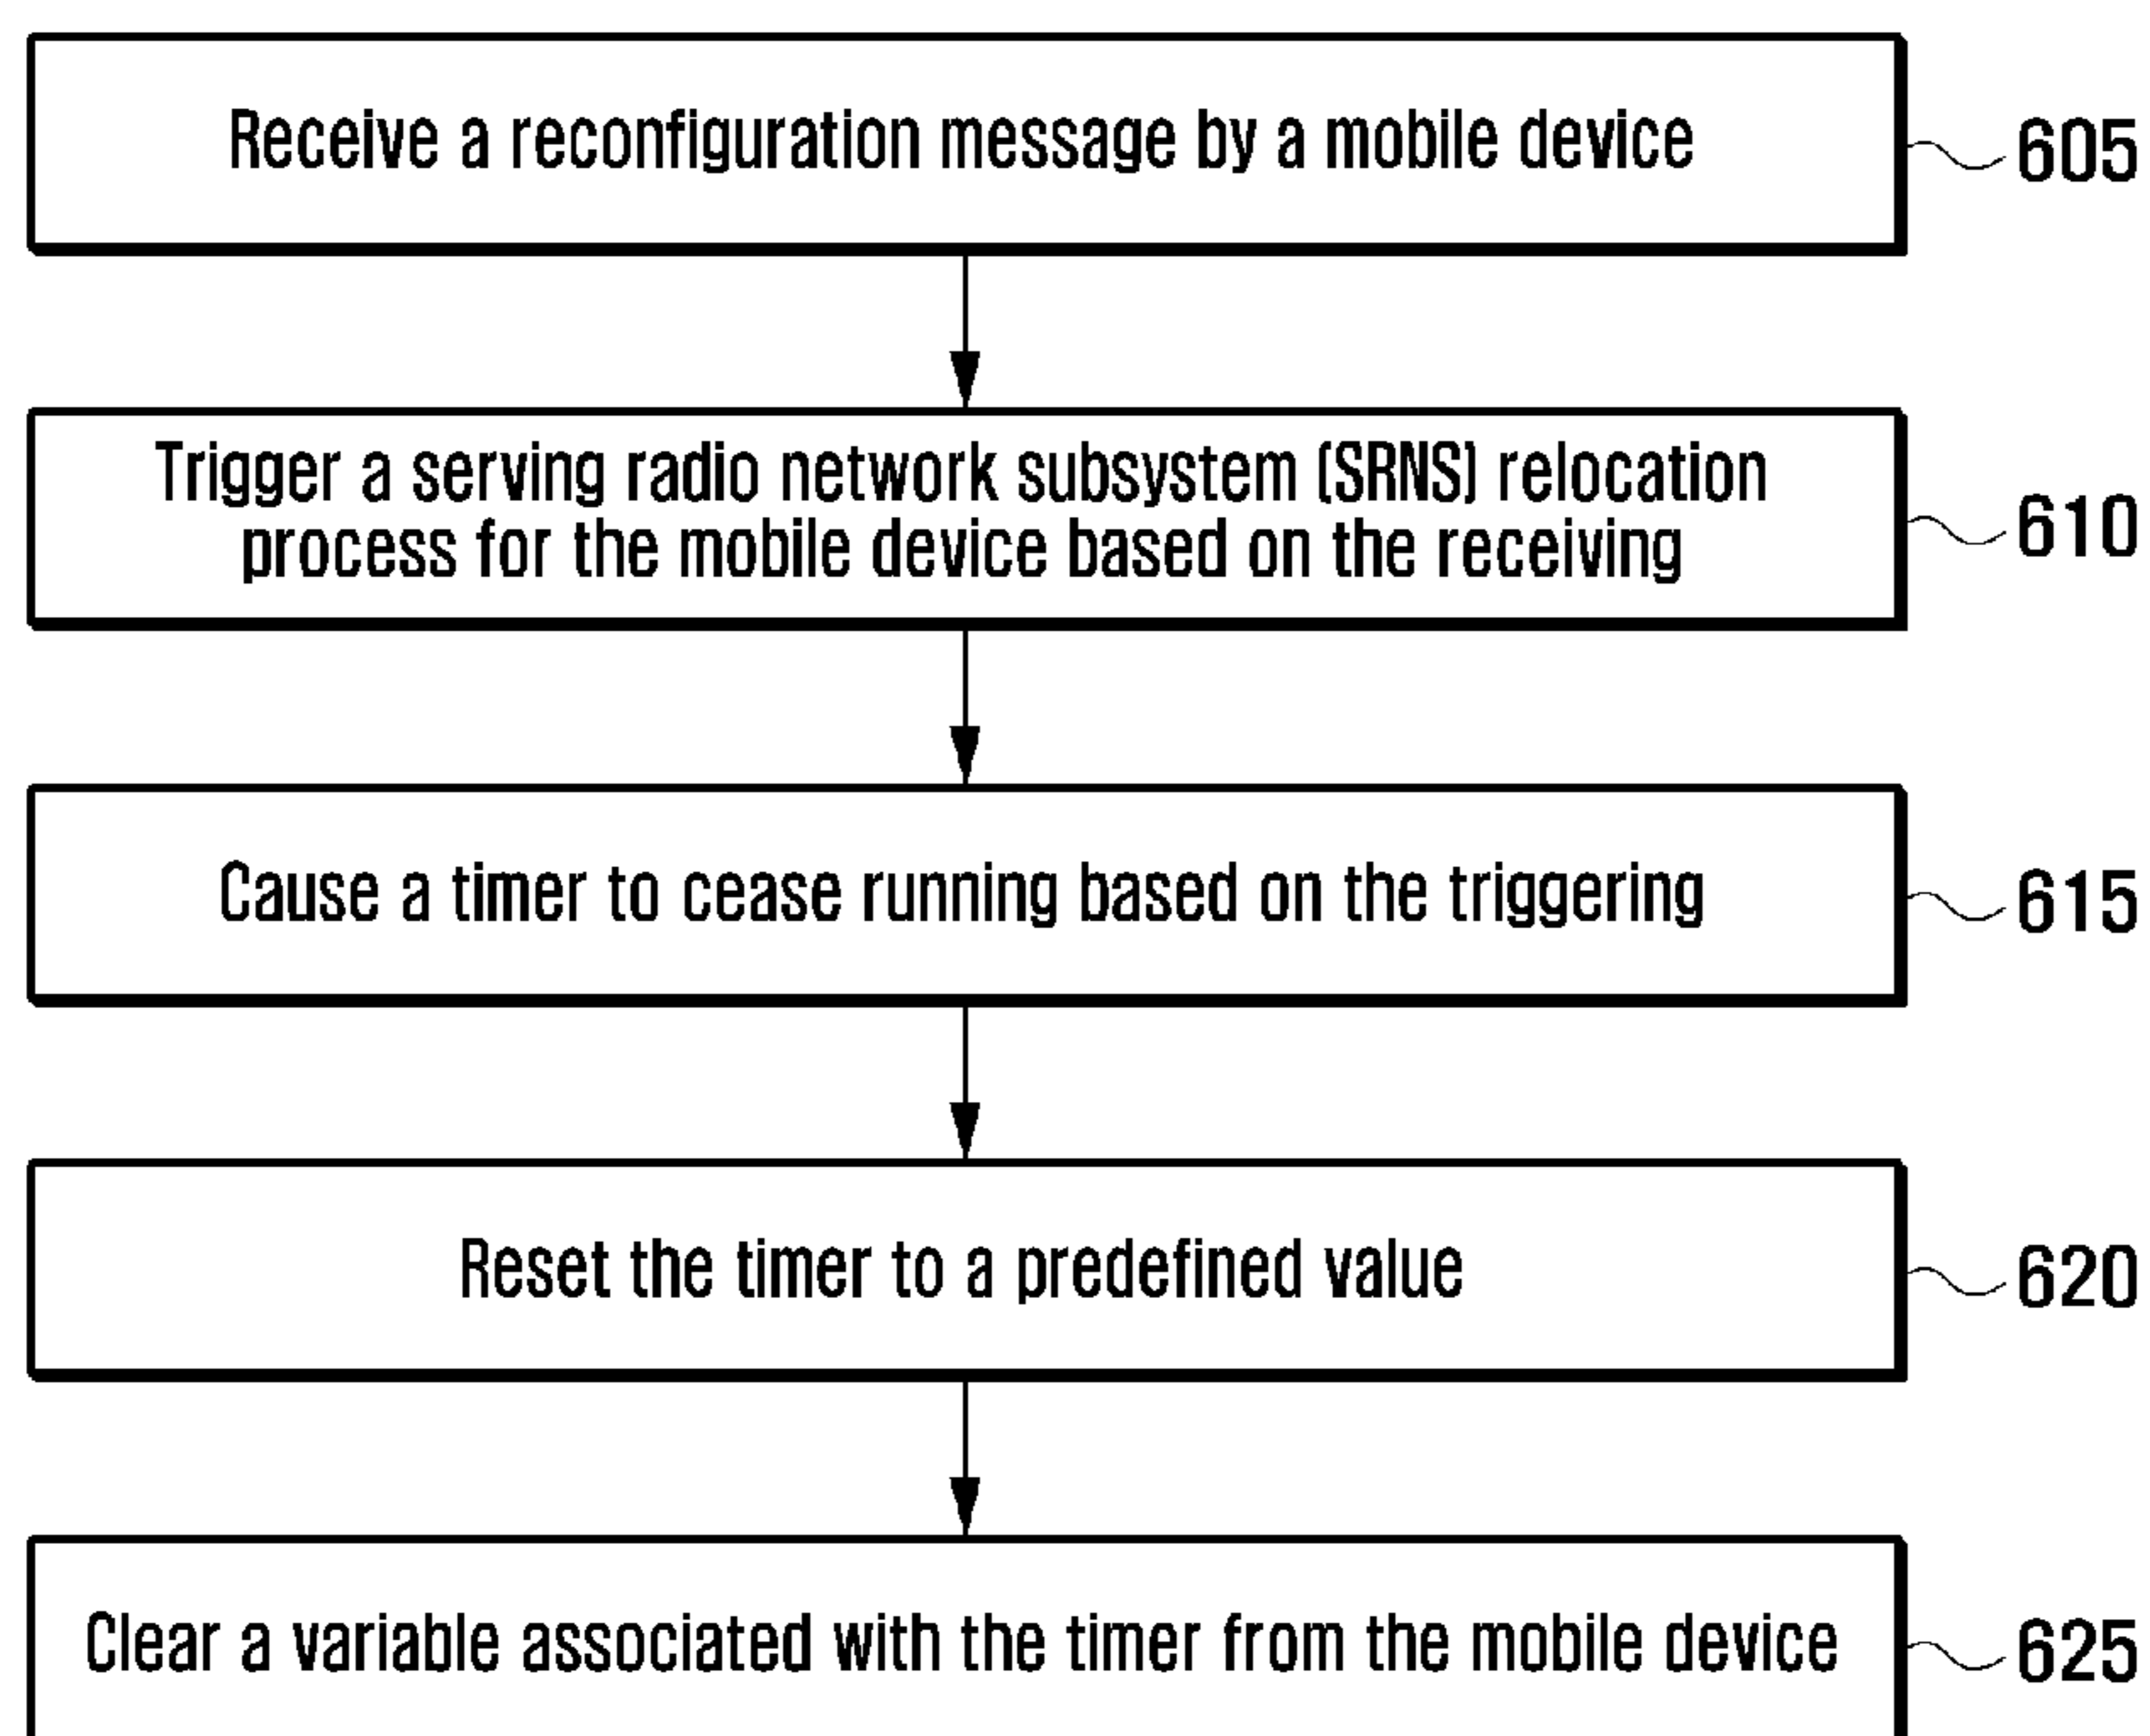 Receive a reconfiguration message by a mobile device
605
Trigger a serving radio network subsystem (SRNS) relocation
process for the mobile device based on the receiving
610
Cause a timer to cease running based on the triggering
615
Reset the timer to a predefined value
620
Clear a variable associated with the timer from the mobile device
625